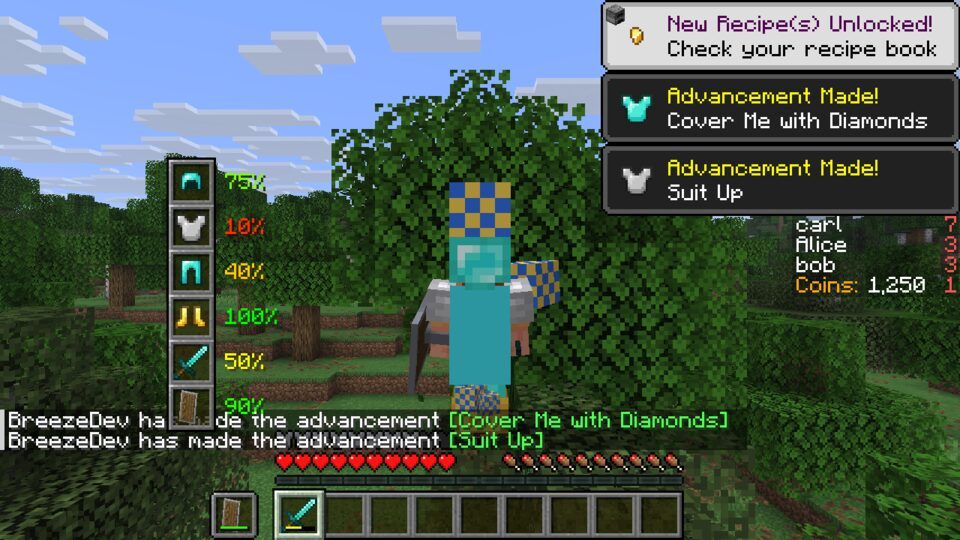 New Recipe(s) Unlocked!
Check your recipe book
Advancement Made!
Cover Me with Diamonds
Advancement Made!
Suit Up
75%
10%
40%
100%
50%
90%
carl 7
Alice 3
bob 3
Coins: 1,250 1
BreezeDev ha de the advancement [Cover Me with Diamonds]
BreezeDev has made the advancement [Suit Up]